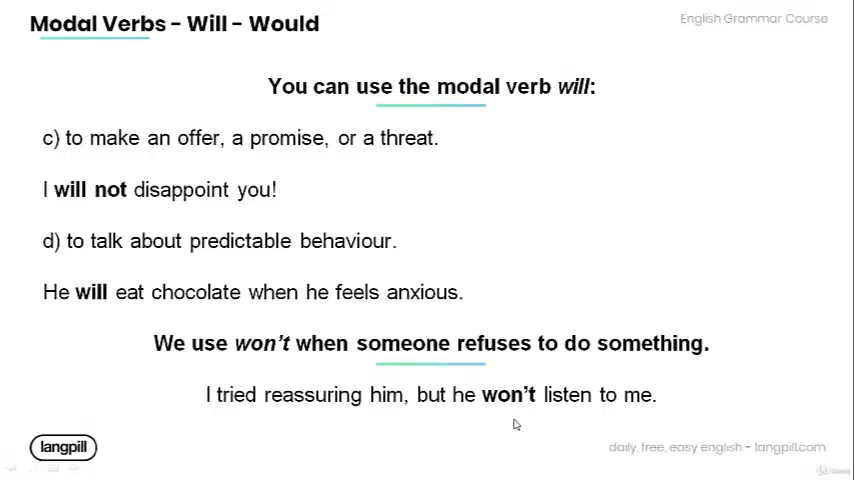 Modal Verbs - Will - Would
English Grammar Course
You can use the modal verb will:
c) to make an offer, a promise, or a threat.
I will not disappoint you!
d) to talk about predictable behaviour.
He will eat chocolate when he feels anxious.
We use won't when someone refuses to do something.
I tried reassuring him, but he won't listen to me.
langpill
daily, free, easy english - langpill.com